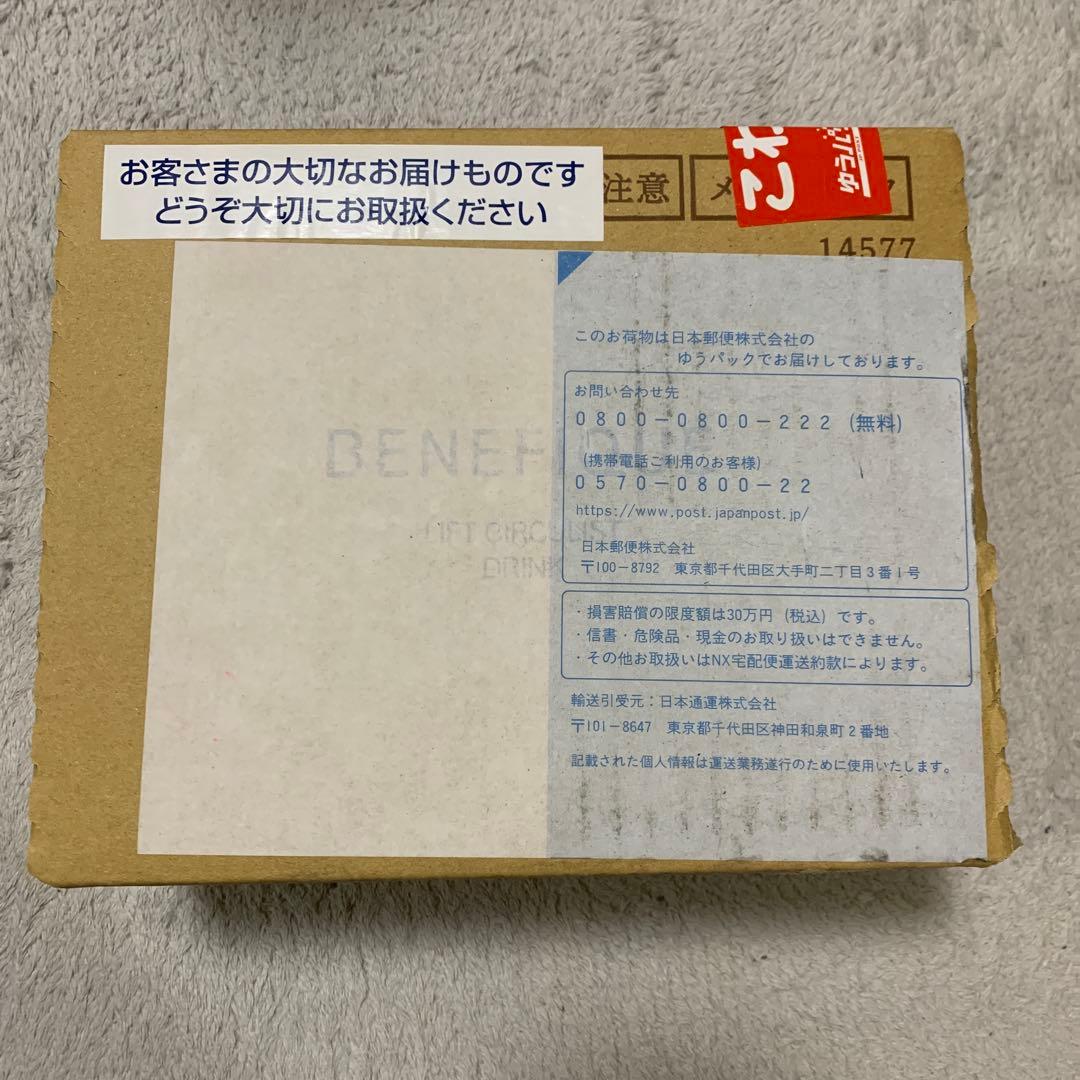 お客さまの大切なお届けものです
どうぞ大切にお取扱ください
注意
14577
このお荷物は日本郵便株式会社の
ゆうパックでお届けしております。
お問い合わせ先
0800-0800-222 (無料)
(携帯電話ご利用のお客様)
0570-0800-22
https://www.post.japanpost.jp/
日本郵便株式会社
〒100-8792 東京都千代田区大手町二丁目3番1号
・損害賠償の限度額は30万円（税込）です。
・信書・危険品・現金のお取り扱いはできません。
・その他お取扱いはNX宅配便運送約款によります。
輸送引受元：日本通運株式会社
〒101-8647 東京都千代田区神田和泉町2番地
記載された個人情報は運送業務遂行のために使用いたします。
BENEFIQUE
LIFT CIRCULIST
DRINK